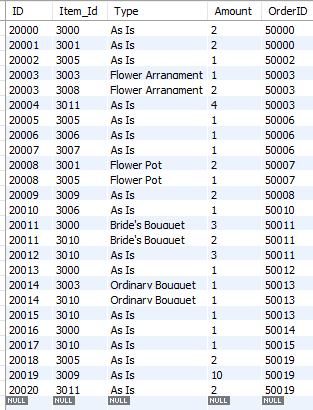 ID Item_Id Type Amount OrderID
20000 3000 As Is 2 50000
20001 3001 As Is 2 50000
20002 3005 As Is 1 50002
20003 3003 Flower Arrangment 1 50003
20003 3008 Flower Arrangment 2 50003
20004 3011 As Is 4 50003
20005 3005 As Is 1 50006
20006 3006 As Is 1 50006
20007 3007 As Is 1 50006
20008 3001 Flower Pot 2 50007
20008 3005 Flower Pot 1 50007
20009 3009 As Is 2 50008
20010 3006 As Is 1 50010
20011 3000 Bride's Bouquet 3 50011
20011 3010 Bride's Bouquet 2 50011
20012 3010 As Is 3 50011
20013 3000 As Is 1 50012
20014 3003 Ordinary Bouquet 1 50013
20014 3010 Ordinary Bouquet 1 50013
20015 3010 As Is 1 50013
20016 3000 As Is 1 50014
20017 3010 As Is 1 50015
20018 3005 As Is 2 50019
20019 3009 As Is 10 50019
20020 3011 As Is 2 50019
NULL NULL NULL NULL NULL